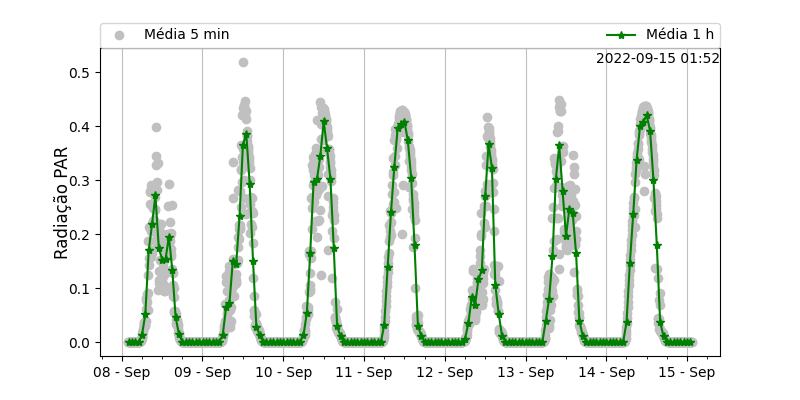 Média 5 min
Média 1 h
2022-09-15 01:52
Radiação PAR
0.5
0.4
0.3
0.2
0.1
0.0
08 - Sep
09 - Sep
10 - Sep
11 - Sep
12 - Sep
13 - Sep
14 - Sep
15 - Sep